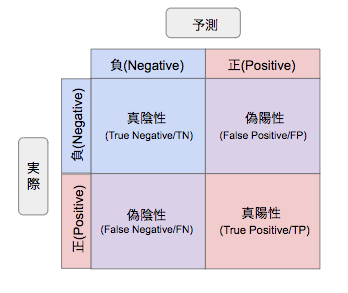 予測
負(Negative)
正(Positive)
実際
負(Negative)
真陰性
(True Negative/TN)
偽陽性
(False Positive/FP)
正(Positive)
偽陰性
(False Negative/FN)
真陽性
(True Positive/TP)